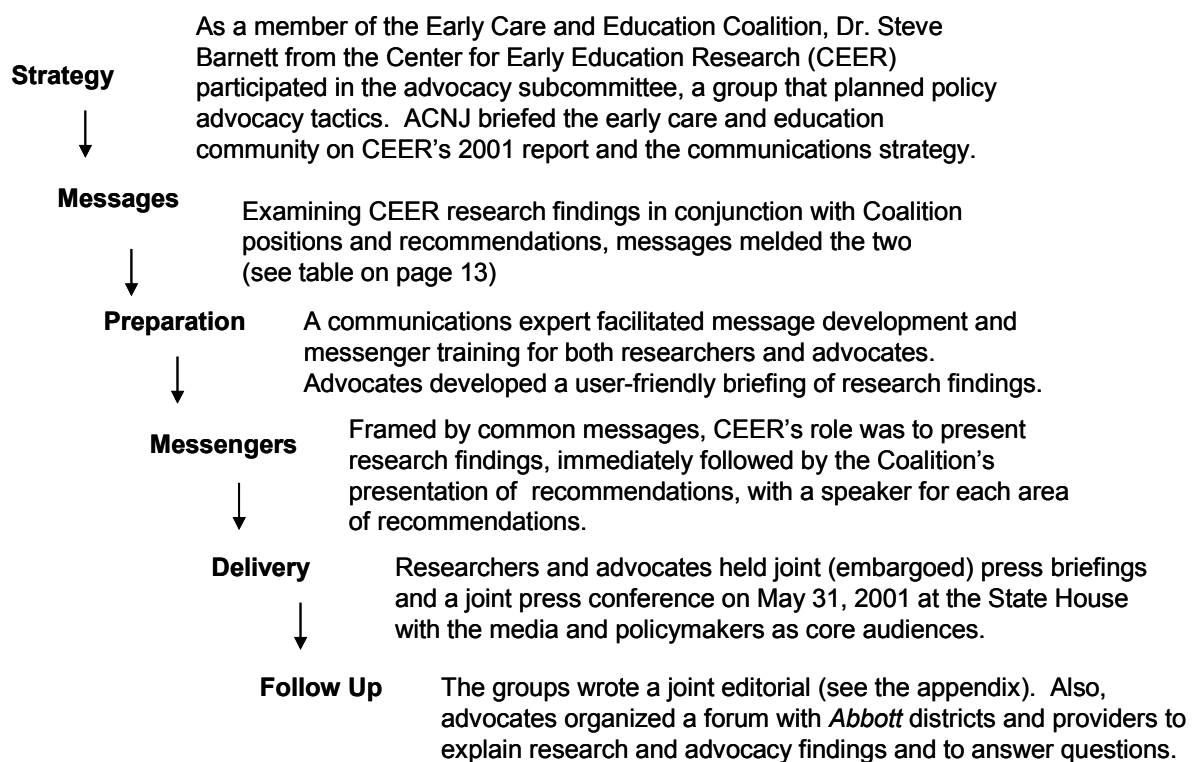 Strategy
As a member of the Early Care and Education Coalition, Dr. Steve
Barnett from the Center for Early Education Research (CEER)
participated in the advocacy subcommittee, a group that planned policy
advocacy tactics.  ACNJ briefed the early care and education
community on CEER's 2001 report and the communications strategy.
Messages
Examining CEER research findings in conjunction with Coalition
positions and recommendations, messages melded the two
(see table on page 13)
Preparation
A communications expert facilitated message development and
messenger training for both researchers and advocates.
Advocates developed a user-friendly briefing of research findings.
Messengers
Framed by common messages, CEER's role was to present
research findings, immediately followed by the Coalition's
presentation of  recommendations, with a speaker for each area
of recommendations.
Delivery
Researchers and advocates held joint (embargoed) press briefings
and a joint press conference on May 31, 2001 at the State House
with the media and policymakers as core audiences.
Follow Up
The groups wrote a joint editorial (see the appendix).  Also,
advocates organized a forum with Abbott districts and providers to
explain research and advocacy findings and to answer questions.